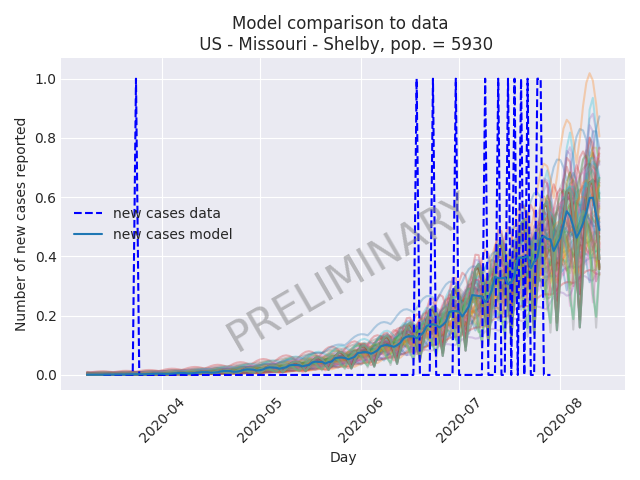 Model comparison to data
US - Missouri - Shelby, pop. = 5930
Number of new cases reported
1.0
0.8
0.6
0.4
0.2
0.0
new cases data
new cases model
PRELIMINARY
2020-04
2020-05
2020-06
2020-07
2020-08
Day